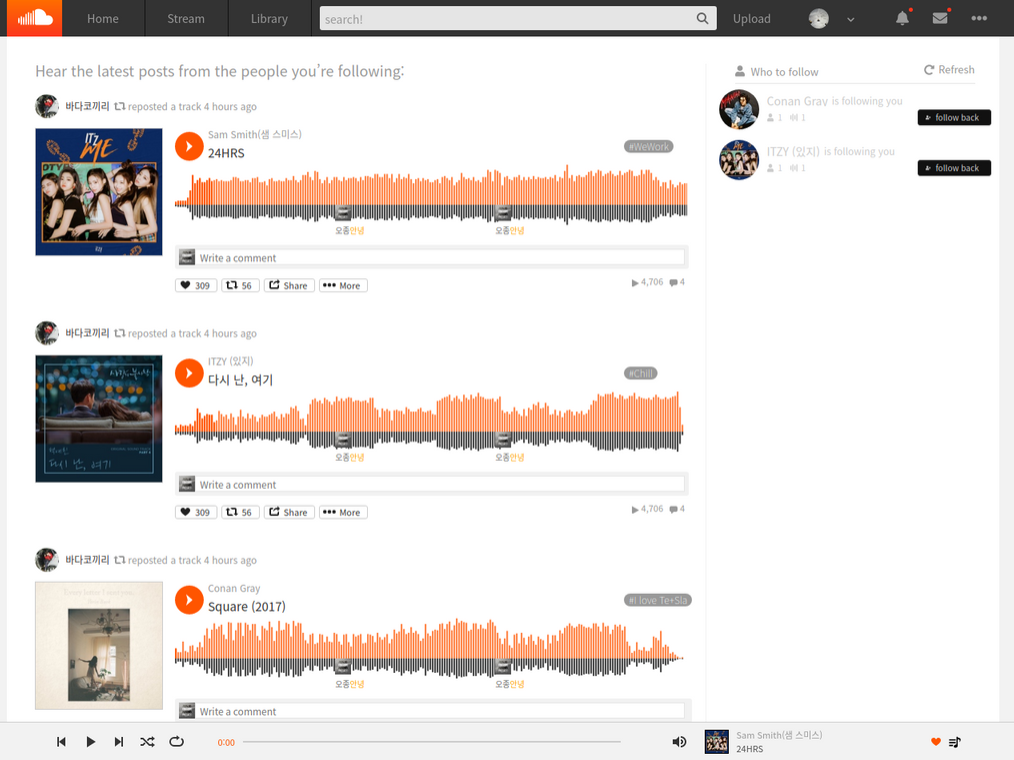 Home
Stream
Library
search!
Upload
Hear the latest posts from the people you're following:
바다코끼리 reposted a track 4 hours ago
ITZ ME
Sam Smith(샘 스미스)
24HRS
#WeWork
오종안녕
오종안녕
Write a comment
309
56
Share
More
4,706
4
바다코끼리 reposted a track 4 hours ago
다시 난, 여기
ITZY (있지)
다시 난, 여기
#Chill
오종안녕
오종안녕
Write a comment
309
56
Share
More
4,706
4
바다코끼리 reposted a track 4 hours ago
Conan Gray
Square (2017)
#I love Te+Sla
오종안녕
오종안녕
Write a comment
Who to follow
Refresh
Conan Gray is following you
1 1
follow back
ITZY (있지) is following you
1 1
follow back
0:00
Sam Smith(샘 스미스)
24HRS